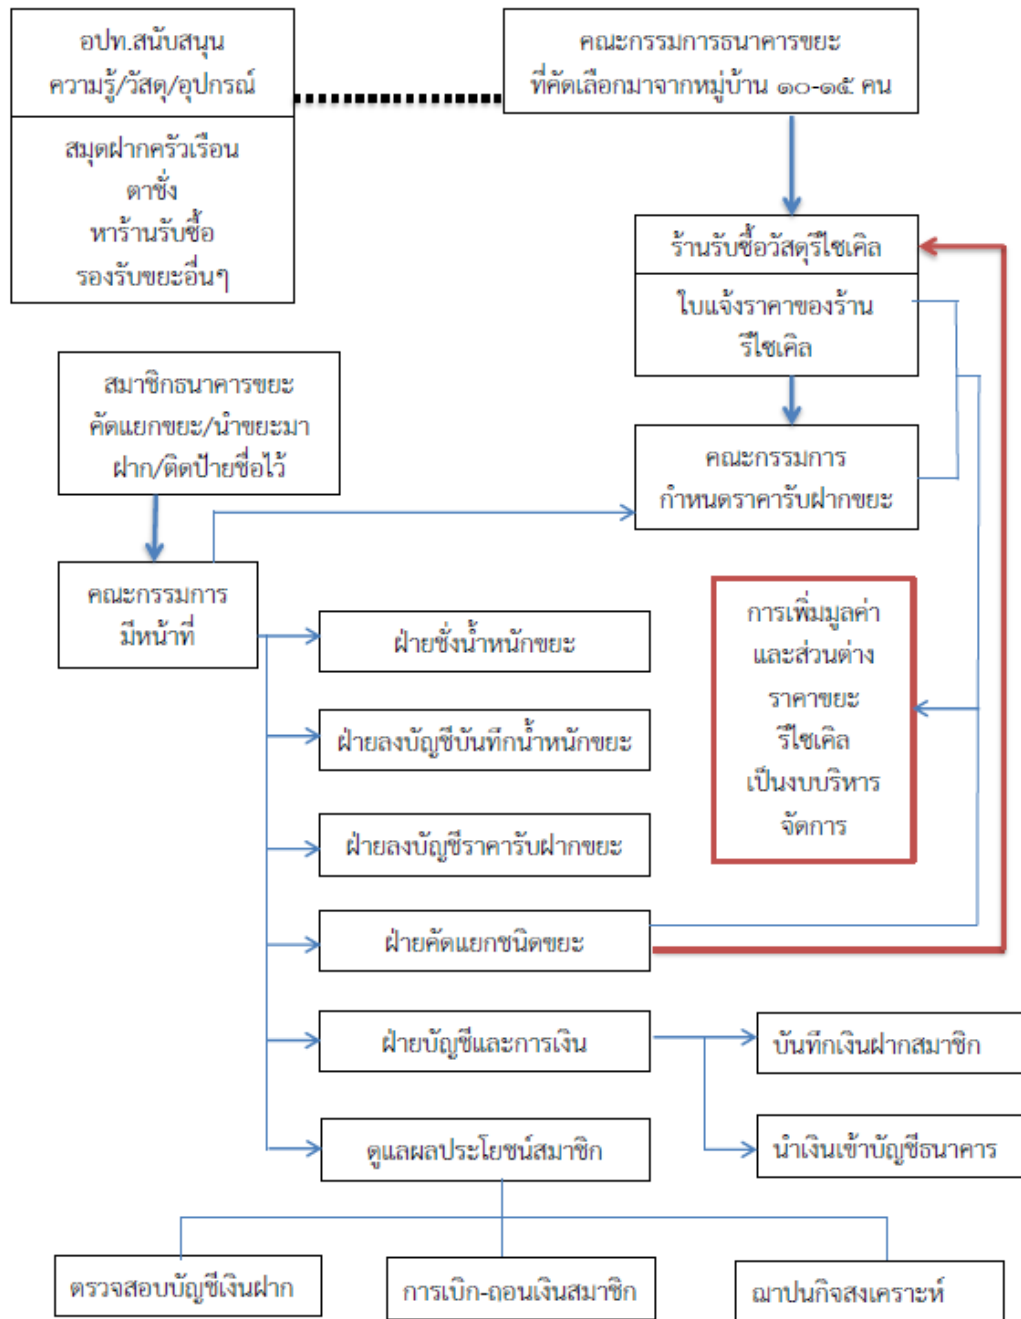 อปท.สนับสนุน
ความรู้/วัสดุ/อุปกรณ์
สมุดฝากครัวเรือน
ตาชั่ง
หาร้านรับซื้อ
รองรับขยะอื่นๆ
คณะกรรมการธนาคารขยะ
ที่คัดเลือกมาจากหมู่บ้าน ๑๐-๑๕ คน
ร้านรับซื้อวัสดุรีไซเคิล
ใบแจ้งราคาของร้าน
รีไซเคิล
สมาชิกธนาคารขยะ
คัดแยกขยะ/นำขยะมา
ฝาก/ติดป้ายชื่อไว้
คณะกรรมการ
กำหนดราคารับฝากขยะ
คณะกรรมการ
มีหน้าที่
การเพิ่มมูลค่า
และส่วนต่าง
ราคาขยะ
รีไซเคิล
เป็นงบบริหาร
จัดการ
ฝ่ายชั่งน้ำหนักขยะ
ฝ่ายลงบัญชีบันทึกน้ำหนักขยะ
ฝ่ายลงบัญชีราคารับฝากขยะ
ฝ่ายคัดแยกชนิดขยะ
ฝ่ายบัญชีและการเงิน
บันทึกเงินฝากสมาชิก
ดูแลผลประโยชน์สมาชิก
นำเงินเข้าบัญชีธนาคาร
ตรวจสอบบัญชีเงินฝาก
การเบิก-ถอนเงินสมาชิก
ฌาปนกิจสงเคราะห์